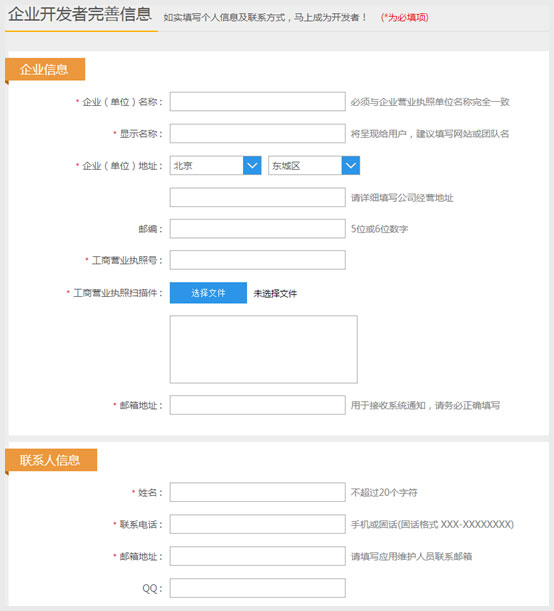 企业开发者完善信息 如实填写个人信息及联系方式，马上成为开发者！ (*为必填项)
企业信息
* 企业（单位）名称： 必须与企业营业执照单位名称完全一致
* 显示名称： 将呈现给用户，建议填写网站或团队名
* 企业（单位）地址： 北京 东城区
请详细填写公司经营地址
邮编： 5位或6位数字
* 工商营业执照号：
* 工商营业执照扫描件： 选择文件 未选择文件
* 邮箱地址： 用于接收系统通知，请务必正确填写
联系人信息
* 姓名： 不超过20个字符
* 联系电话： 手机或固话(固话格式 XXX-XXXXXXXX)
* 邮箱地址： 请填写应用维护人员联系邮箱
QQ：